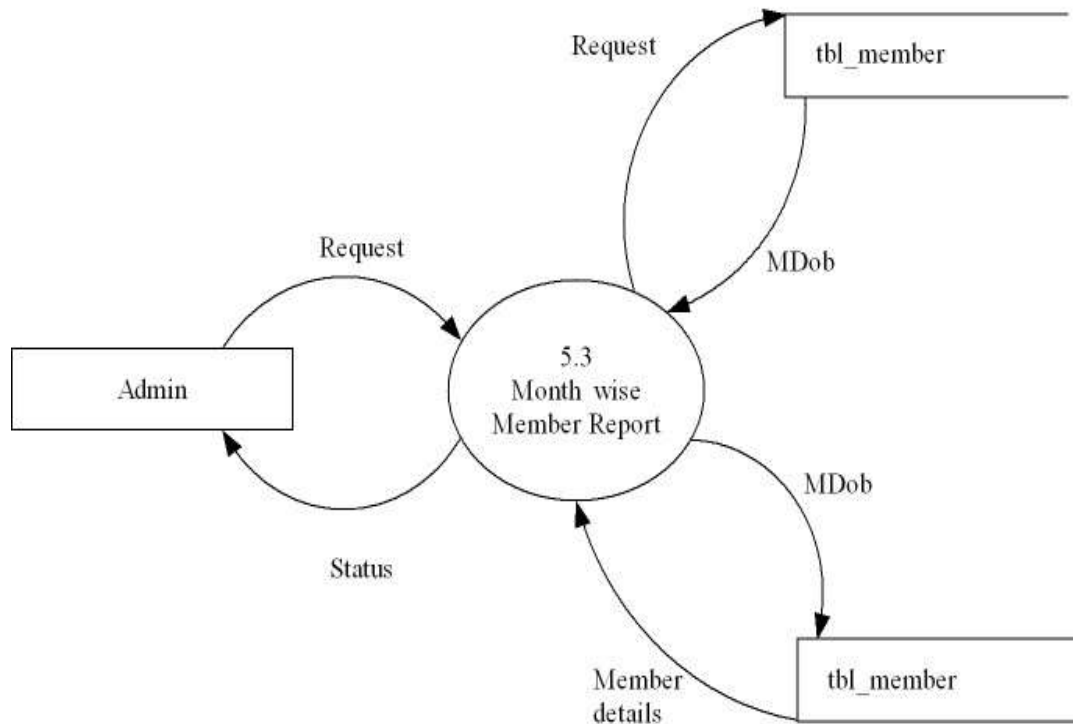 Request
tbl_member
MDob
Request
Admin
5.3
Month wise
Member Report
MDob
Status
Member
details
tbl_member